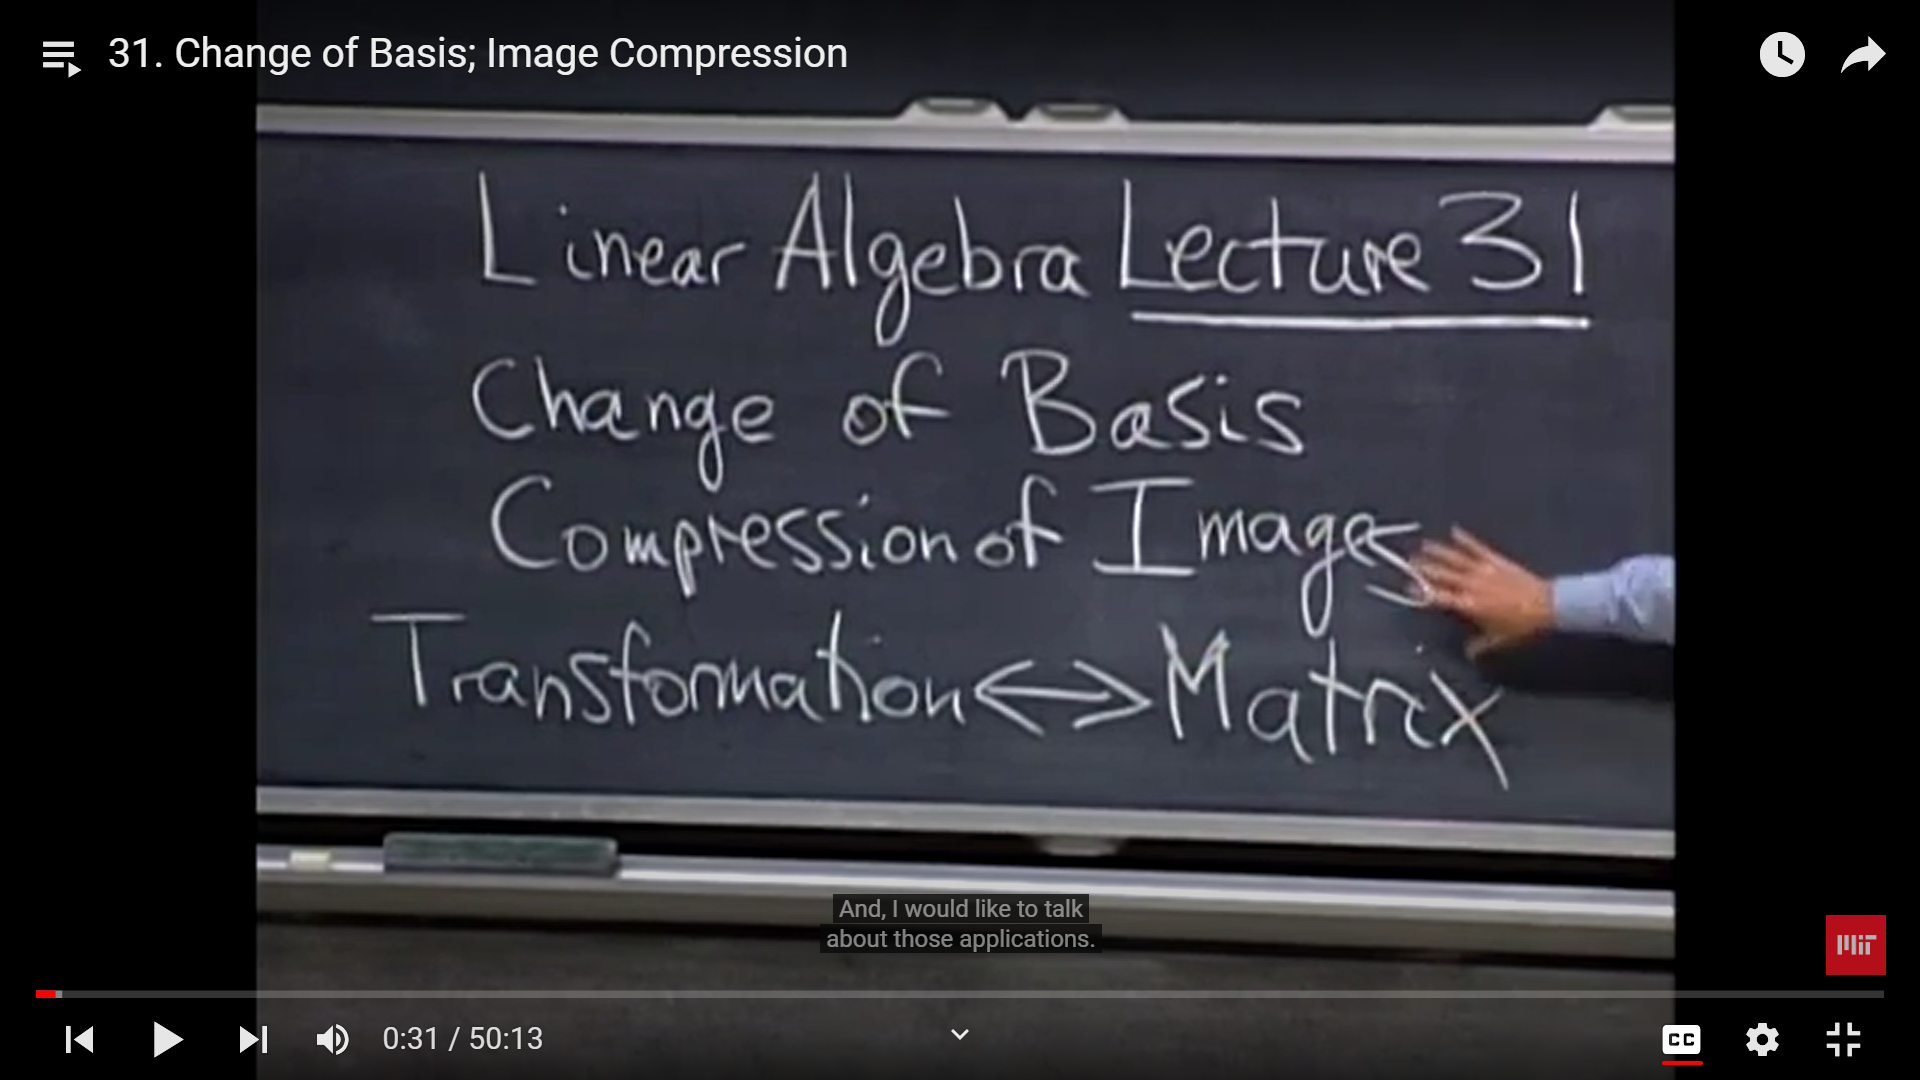 31. Change of Basis; Image Compression
Linear Algebra Lecture 31
Change of Basis
Compression of Images
Transformation ↔ Matrix
And, I would like to talk
about those applications.
MIT
0:31 / 50:13
CC